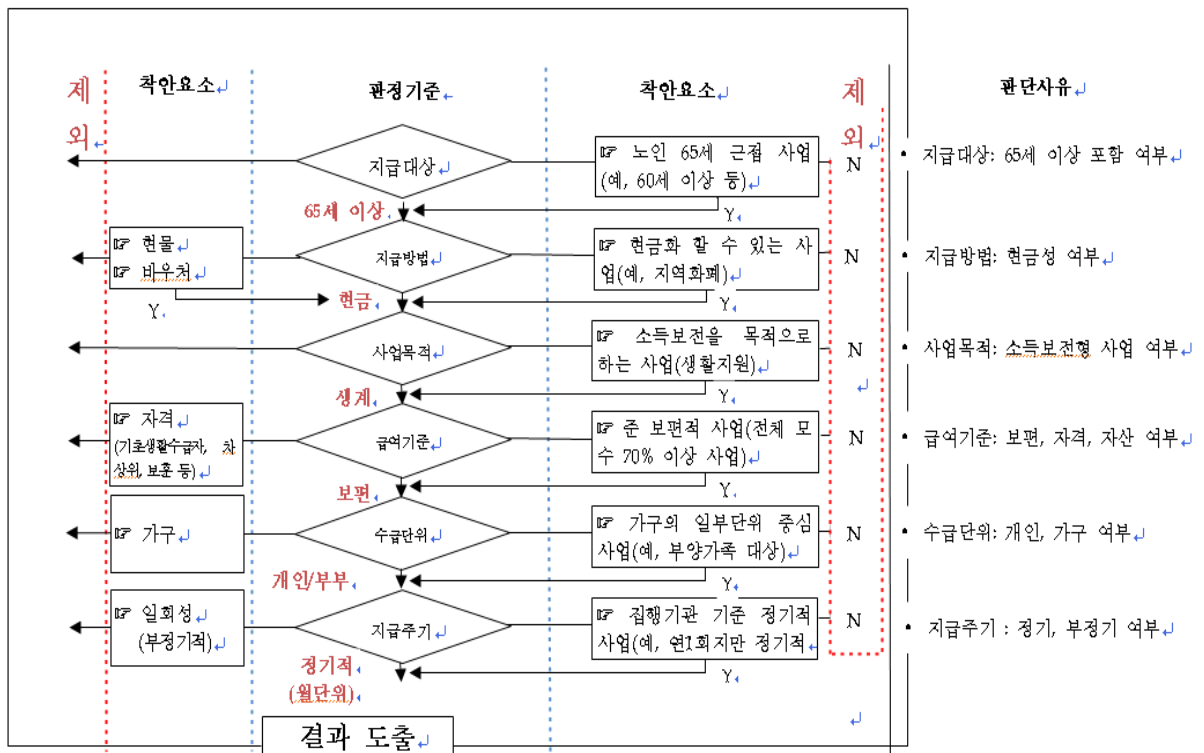 제외
착안요소
판정기준
착안요소
제외
판단사유
지급대상
☞ 노인 65세 근접 사업
(예, 60세 이상 등)
N
• 지급대상: 65세 이상 포함 여부
65세 이상
Y
☞ 현물
☞ 바우처
지급방법
☞ 현금화 할 수 있는 사
업(예, 지역화폐)
N
• 지급방법: 현금성 여부
Y
현금
Y
사업목적
☞ 소득보전을 목적으로
하는 사업(생활지원)
N
• 사업목적: 소득보전형 사업 여부
생계
Y
☞ 자격
(기초생활수급자, 차
상위, 보훈 등)
급여기준
☞ 준 보편적 사업(전체 모
수 70% 이상 사업)
N
• 급여기준: 보편, 자격, 자산 여부
보편
Y
☞ 가구
수급단위
☞ 가구의 일부단위 중심
사업(예, 부양가족 대상)
N
• 수급단위: 개인, 가구 여부
개인/부부
Y
☞ 일회성
(부정기적)
지급주기
☞ 집행기관 기준 정기적
사업(예, 연1회지만 정기적
N
• 지급주기 : 정기, 부정기 여부
정기적
(월단위)
Y
결과 도출